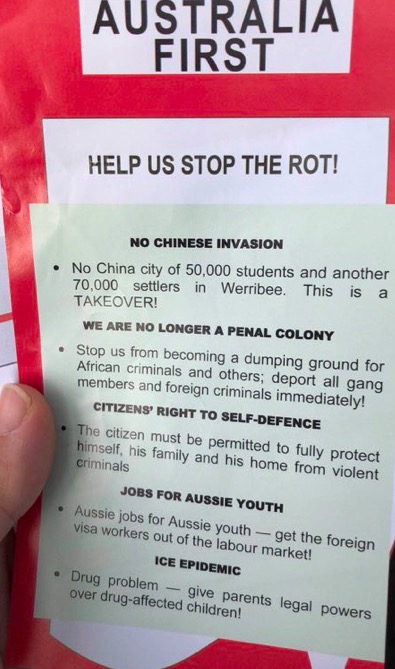 AUSTRALIA
FIRST
HELP US STOP THE ROT!
NO CHINESE INVASION
• No China city of 50,000 students and another
70,000 settlers in Werribee. This is a
TAKEOVER!
WE ARE NO LONGER A PENAL COLONY
• Stop us from becoming a dumping ground for
African criminals and others; deport all gang
members and foreign criminals immediately!
CITIZENS' RIGHT TO SELF-DEFENCE
• The citizen must be permitted to fully protect
himself, his family and his home from violent
criminals
JOBS FOR AUSSIE YOUTH
• Aussie jobs for Aussie youth — get the foreign
visa workers out of the labour market!
ICE EPIDEMIC
• Drug problem — give parents legal powers
over drug-affected children!